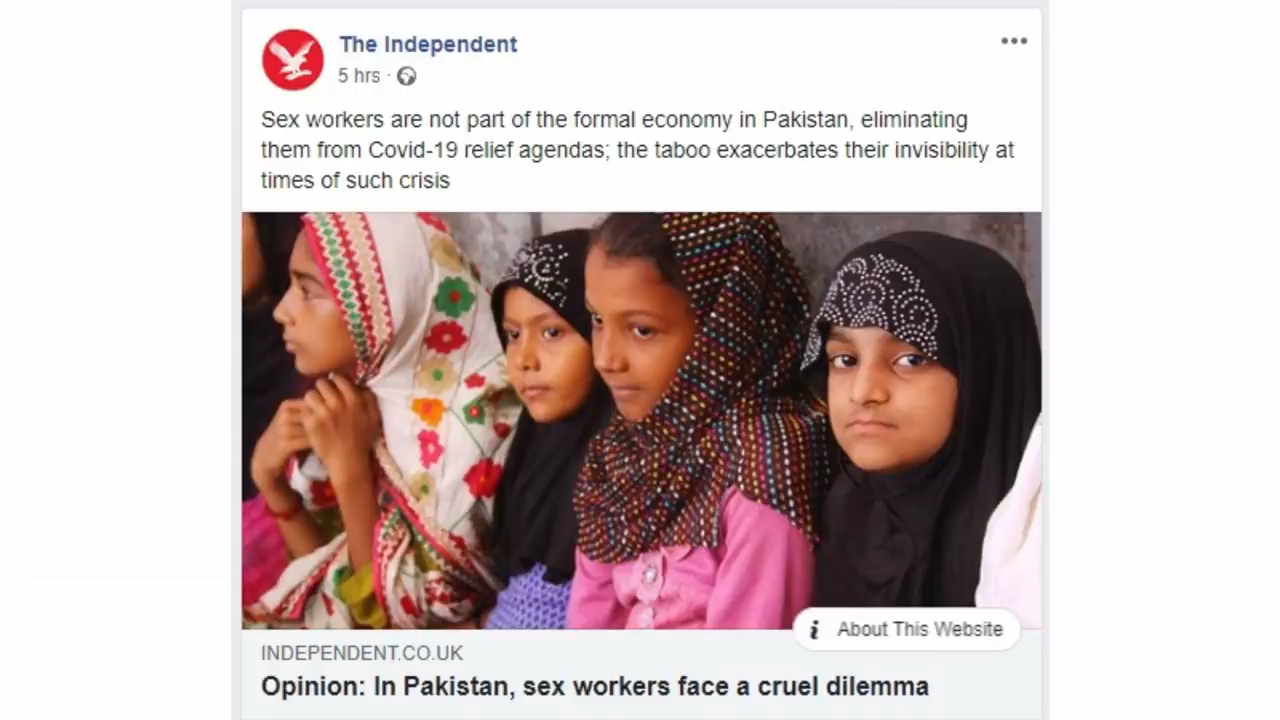 The Independent
5 hrs ·
Sex workers are not part of the formal economy in Pakistan, eliminating
them from Covid-19 relief agendas; the taboo exacerbates their invisibility at
times of such crisis
i About This Website
INDEPENDENT.CO.UK
Opinion: In Pakistan, sex workers face a cruel dilemma